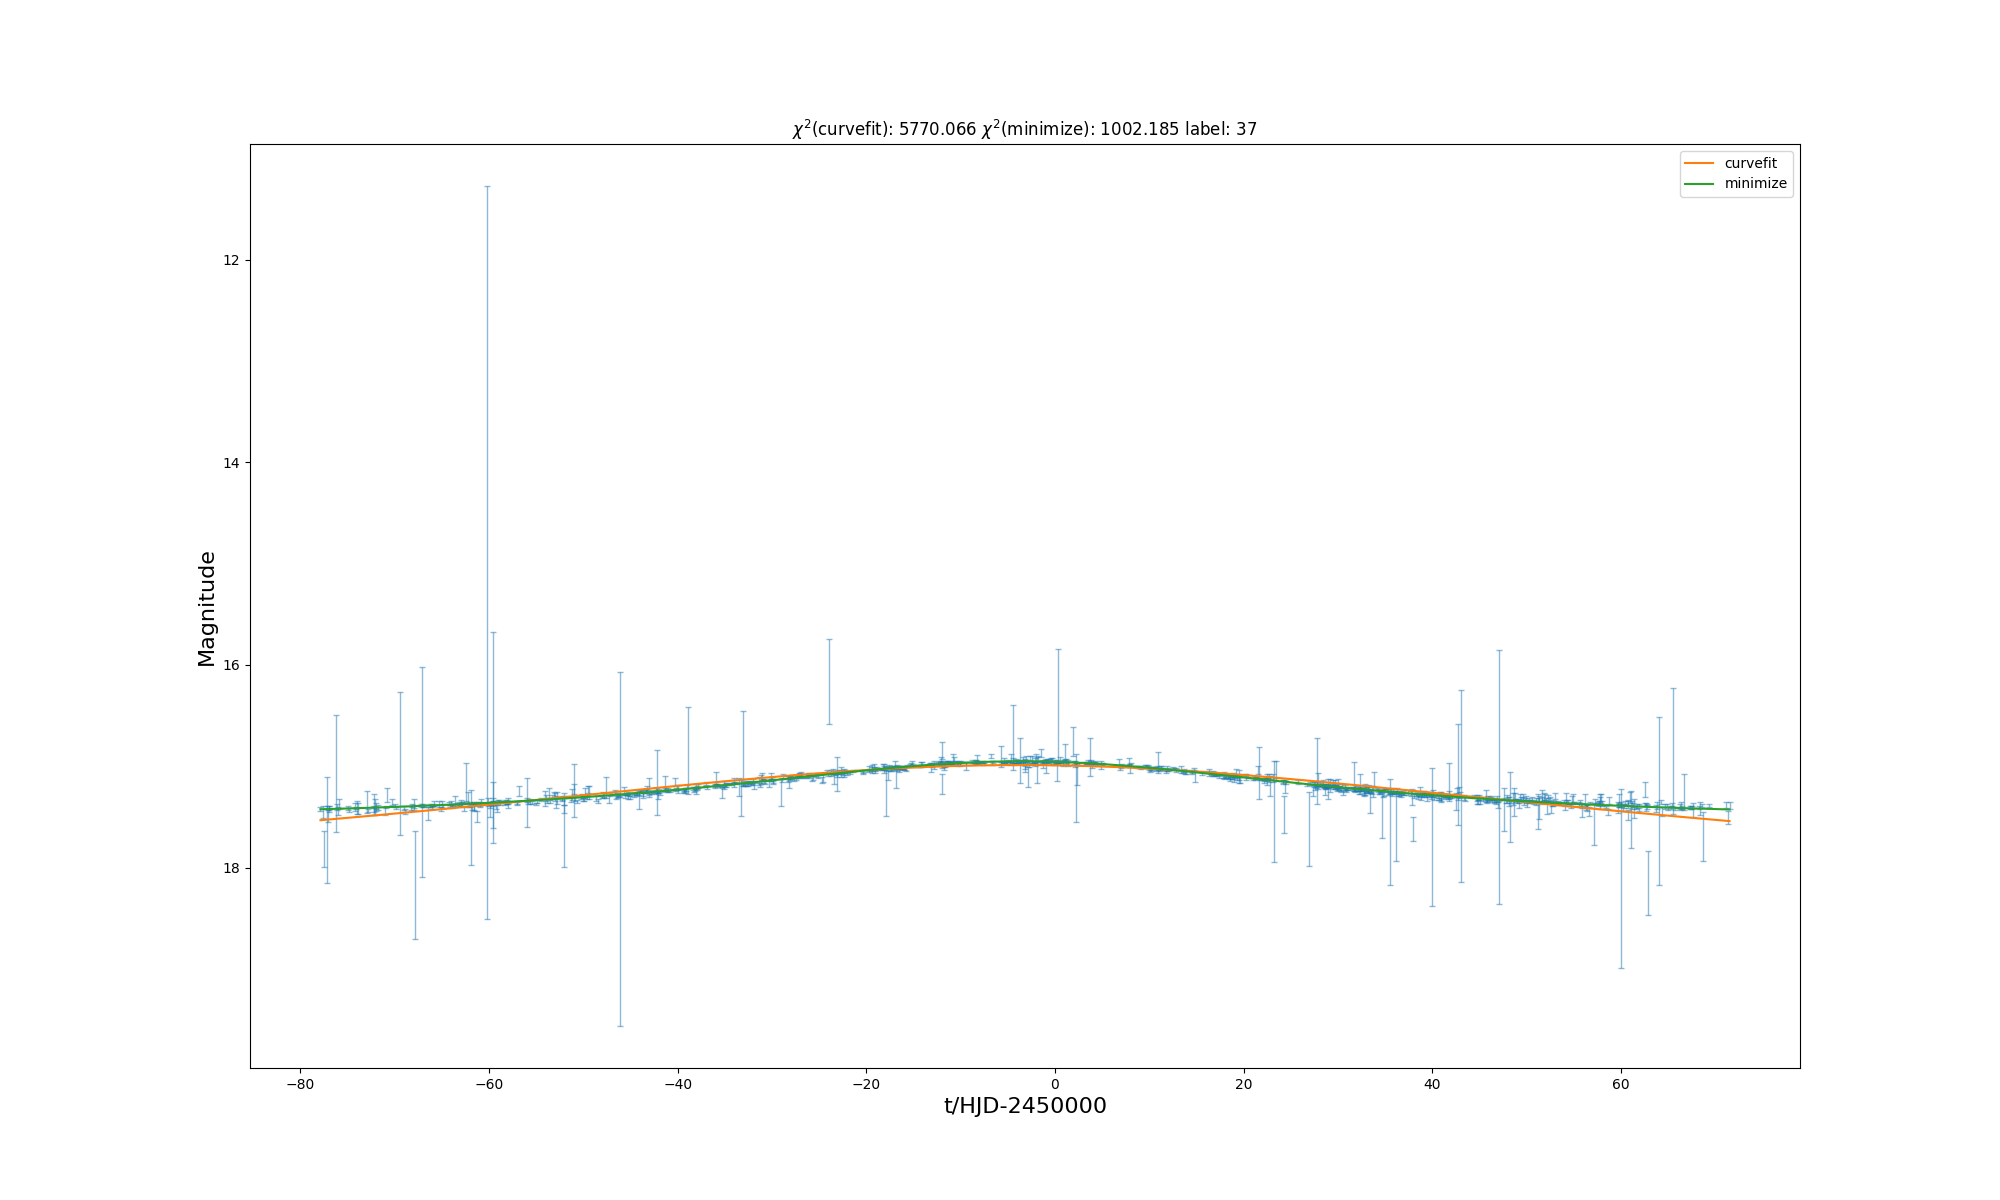 χ²(curvefit): 5770.066 χ²(minimize): 1002.185 label: 37
curvefit
minimize
12
14
16
18
Magnitude
−80
−60
−40
−20
0
20
40
60
t/HJD-2450000